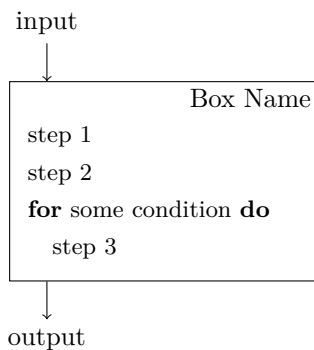 input
Box Name
step 1
step 2
for some condition do
step 3
output